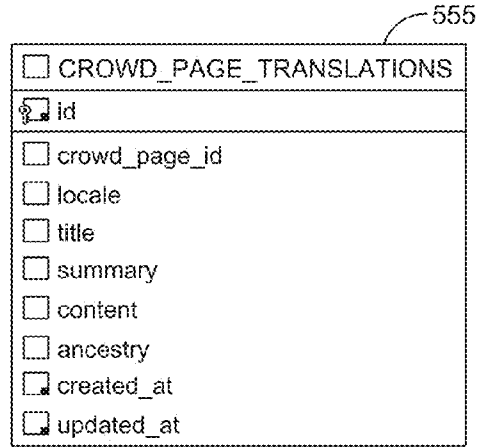 555
CROWD_PAGE_TRANSLATIONS
id
crowd_page_id
locale
title
summary
content
ancestry
created_at
updated_at